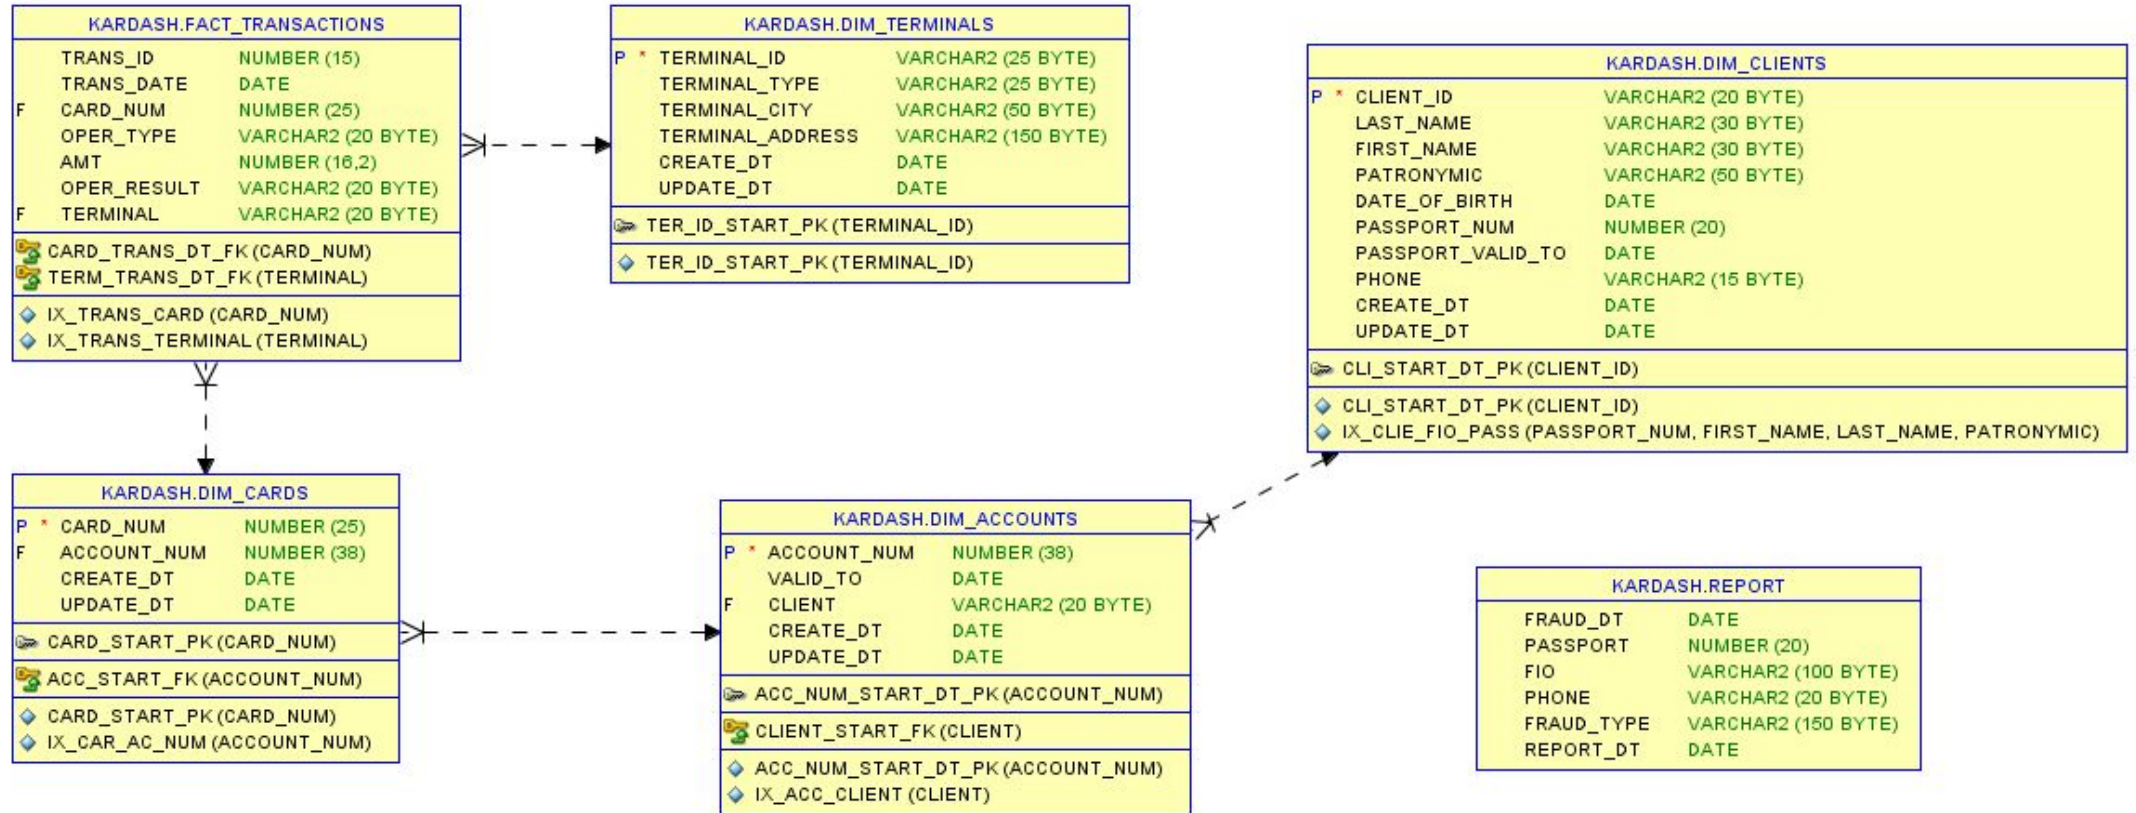 KARDASH.FACT_TRANSACTIONS
TRANS_ID NUMBER (15)
TRANS_DATE DATE
F CARD_NUM NUMBER (25)
OPER_TYPE VARCHAR2 (20 BYTE)
AMT NUMBER (16,2)
OPER_RESULT VARCHAR2 (20 BYTE)
F TERMINAL VARCHAR2 (20 BYTE)
CARD_TRANS_DT_FK (CARD_NUM)
TERM_TRANS_DT_FK (TERMINAL)
IX_TRANS_CARD (CARD_NUM)
IX_TRANS_TERMINAL (TERMINAL)
KARDASH.DIM_TERMINALS
P * TERMINAL_ID VARCHAR2 (25 BYTE)
TERMINAL_TYPE VARCHAR2 (25 BYTE)
TERMINAL_CITY VARCHAR2 (50 BYTE)
TERMINAL_ADDRESS VARCHAR2 (150 BYTE)
CREATE_DT DATE
UPDATE_DT DATE
TER_ID_START_PK (TERMINAL_ID)
TER_ID_START_PK (TERMINAL_ID)
KARDASH.DIM_CLIENTS
P * CLIENT_ID VARCHAR2 (20 BYTE)
LAST_NAME VARCHAR2 (30 BYTE)
FIRST_NAME VARCHAR2 (30 BYTE)
PATRONYMIC VARCHAR2 (50 BYTE)
DATE_OF_BIRTH DATE
PASSPORT_NUM NUMBER (20)
PASSPORT_VALID_TO DATE
PHONE VARCHAR2 (15 BYTE)
CREATE_DT DATE
UPDATE_DT DATE
CLI_START_DT_PK (CLIENT_ID)
CLI_START_DT_PK (CLIENT_ID)
IX_CLIE_FIO_PASS (PASSPORT_NUM, FIRST_NAME, LAST_NAME, PATRONYMIC)
KARDASH.DIM_CARDS
P * CARD_NUM NUMBER (25)
F ACCOUNT_NUM NUMBER (38)
CREATE_DT DATE
UPDATE_DT DATE
CARD_START_PK (CARD_NUM)
ACC_START_FK (ACCOUNT_NUM)
CARD_START_PK (CARD_NUM)
IX_CAR_AC_NUM (ACCOUNT_NUM)
KARDASH.DIM_ACCOUNTS
P * ACCOUNT_NUM NUMBER (38)
VALID_TO DATE
F CLIENT VARCHAR2 (20 BYTE)
CREATE_DT DATE
UPDATE_DT DATE
ACC_NUM_START_DT_PK (ACCOUNT_NUM)
CLIENT_START_FK (CLIENT)
ACC_NUM_START_DT_PK (ACCOUNT_NUM)
IX_ACC_CLIENT (CLIENT)
KARDASH.REPORT
FRAUD_DT DATE
PASSPORT NUMBER (20)
FIO VARCHAR2 (100 BYTE)
PHONE VARCHAR2 (20 BYTE)
FRAUD_TYPE VARCHAR2 (150 BYTE)
REPORT_DT DATE